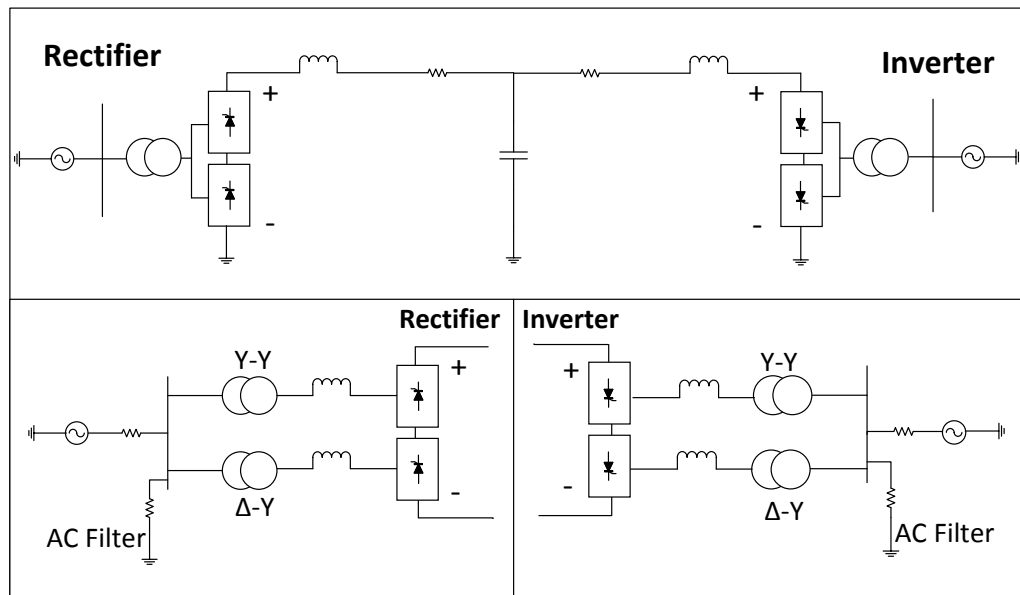 Rectifier
Inverter
+
+
-
-
Rectifier
Inverter
Y-Y
Y-Y
+
+
-
-
Δ-Y
Δ-Y
AC Filter
AC Filter